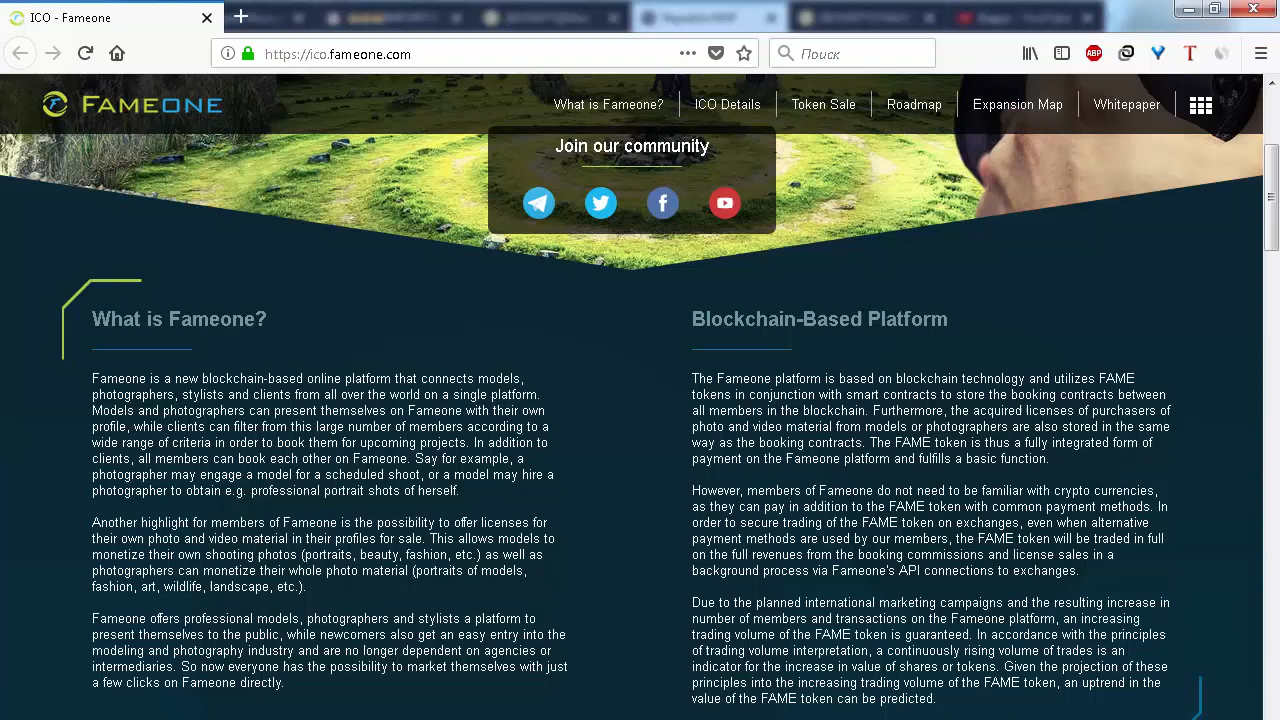 ICO - Fameone
https://ico.fameone.com
Поиск
ABP
T
FAMEONE
What is Fameone?
ICO Details
Token Sale
Roadmap
Expansion Map
Whitepaper
Join our community
What is Fameone?
Fameone is a new blockchain-based online platform that connects models,
photographers, stylists and clients from all over the world on a single platform.
Models and photographers can present themselves on Fameone with their own
profile, while clients can filter from this large number of members according to a
wide range of criteria in order to book them for upcoming projects. In addition to
clients, all members can book each other on Fameone. Say for example, a
photographer may engage a model for a scheduled shoot, or a model may hire a
photographer to obtain e.g. professional portrait shots of herself.
Another highlight for members of Fameone is the possibility to offer licenses for
their own photo and video material in their profiles for sale. This allows models to
monetize their own shooting photos (portraits, beauty, fashion, etc.) as well as
photographers can monetize their whole photo material (portraits of models,
fashion, art, wildlife, landscape, etc.).
Fameone offers professional models, photographers and stylists a platform to
present themselves to the public, while newcomers also get an easy entry into the
modeling and photography industry and are no longer dependent on agencies or
intermediaries. So now everyone has the possibility to market themselves with just
a few clicks on Fameone directly.
Blockchain-Based Platform
The Fameone platform is based on blockchain technology and utilizes FAME
tokens in conjunction with smart contracts to store the booking contracts between
all members in the blockchain. Furthermore, the acquired licenses of purchasers of
photo and video material from models or photographers are also stored in the same
way as the booking contracts. The FAME token is thus a fully integrated form of
payment on the Fameone platform and fulfills a basic function.
However, members of Fameone do not need to be familiar with crypto currencies,
as they can pay in addition to the FAME token with common payment methods. In
order to secure trading of the FAME token on exchanges, even when alternative
payment methods are used by our members, the FAME token will be traded in full
on the full revenues from the booking commissions and license sales in a
background process via Fameone's API connections to exchanges.
Due to the planned international marketing campaigns and the resulting increase in
number of members and transactions on the Fameone platform, an increasing
trading volume of the FAME token is guaranteed. In accordance with the principles
of trading volume interpretation, a continuously rising volume of trades is an
indicator for the increase in value of shares or tokens. Given the projection of these
principles into the increasing trading volume of the FAME token, an uptrend in the
value of the FAME token can be predicted.